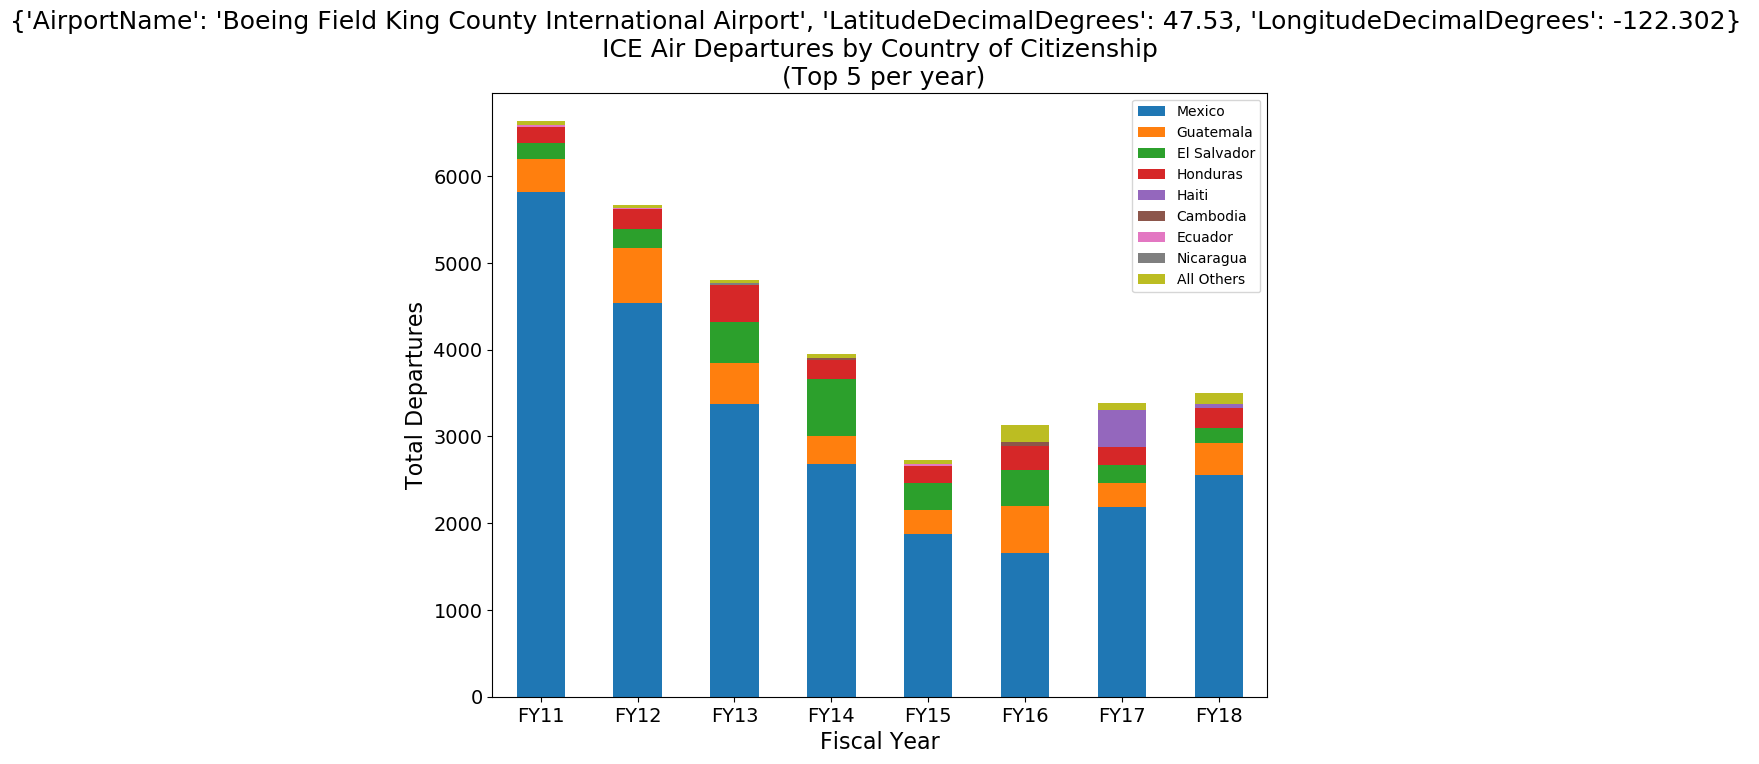 {'AirportName': 'Boeing Field King County International Airport', 'LatitudeDecimalDegrees': 47.53, 'LongitudeDecimalDegrees': -122.302}
ICE Air Departures by Country of Citizenship
(Top 5 per year)
Mexico
Guatemala
El Salvador
Honduras
Haiti
Cambodia
Ecuador
Nicaragua
All Others
Total Departures
6000
5000
4000
3000
2000
1000
0
FY11 FY12 FY13 FY14 FY15 FY16 FY17 FY18
Fiscal Year